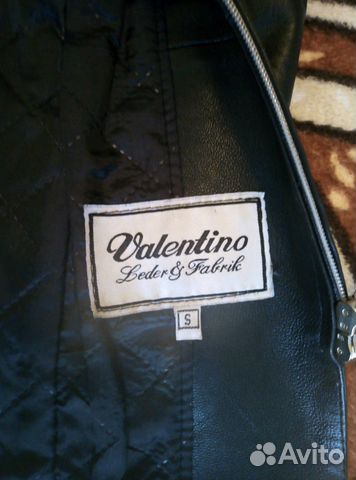 Valentino
Leder & Fabrik
S
Avito